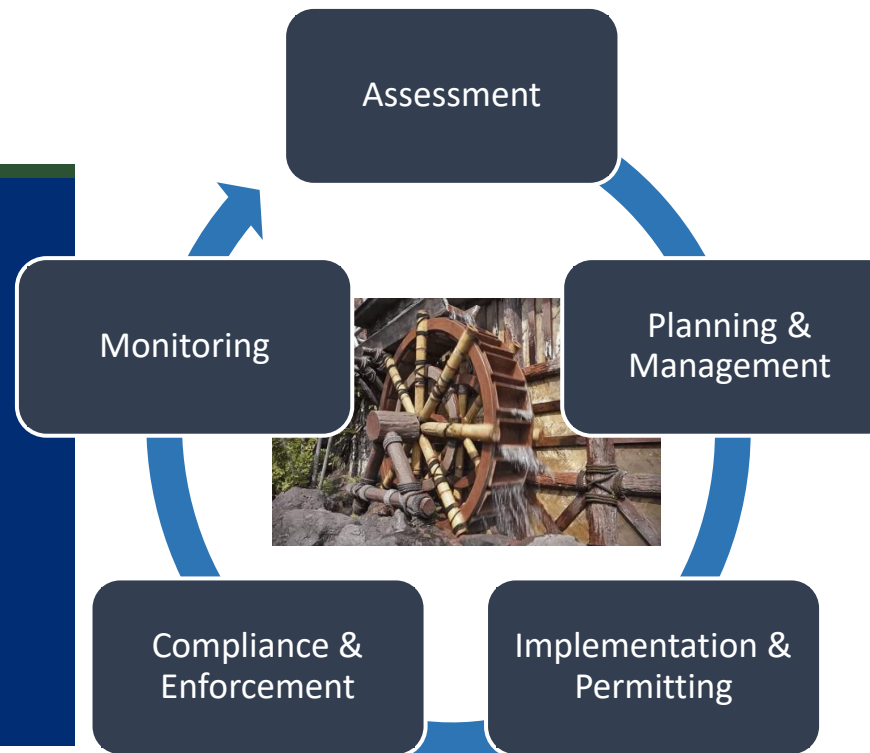 Assessment
Planning &
Management
Implementation &
Permitting
Compliance &
Enforcement
Monitoring